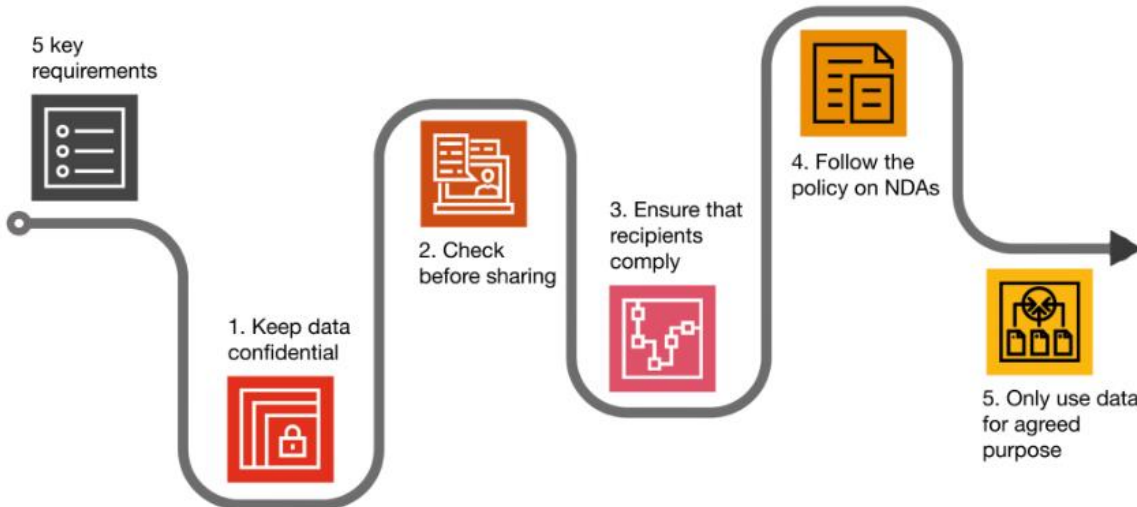 5 key
requirements
1. Keep data
confidential
2. Check
before sharing
3. Ensure that
recipients
comply
4. Follow the
policy on NDAs
5. Only use data
for agreed
purpose